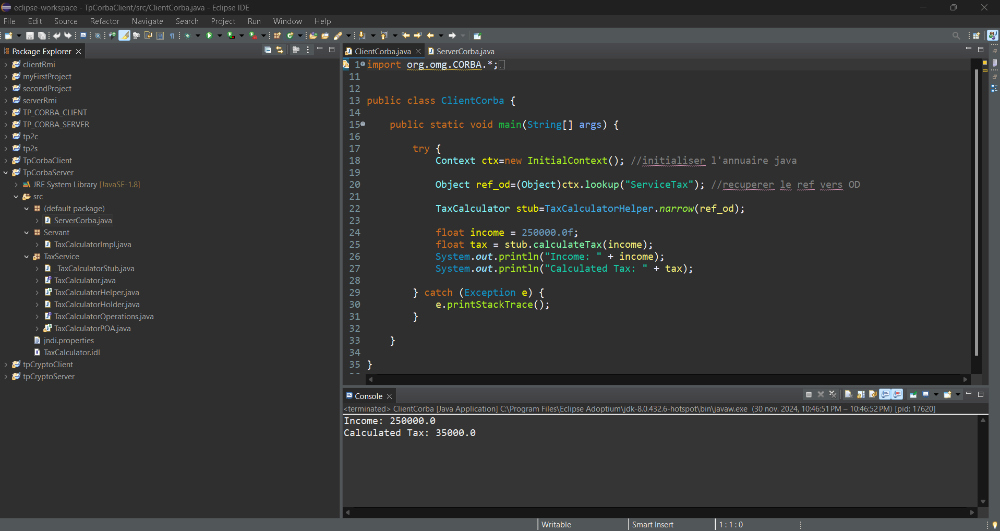 eclipse-workspace - TpCorbaClient/src/ClientCorba.java - Eclipse IDE
File Edit Source Refactor Navigate Search Project Run Window Help
Package Explorer
clientRmi
myFirstProject
secondProject
serverRmi
TP_CORBA_CLIENT
TP_CORBA_SERVER
tp2c
tp2s
TpCorbaClient
TpCorbaServer
JRE System Library [JavaSE-1.8]
src
(default package)
ServerCorba.java
Servant
TaxCalculatorImpl.java
TaxService
_TaxCalculatorStub.java
TaxCalculator.java
TaxCalculatorHelper.java
TaxCalculatorHolder.java
TaxCalculatorOperations.java
TaxCalculatorPOA.java
jndi.properties
TaxCalculator.idl
tpCryptoClient
tpCryptoServer
ClientCorba.java ServerCorba.java
1 import org.omg.CORBA.*;
11
12
13 public class ClientCorba {
14
15 public static void main(String[] args) {
16
17 try {
18 Context ctx=new InitialContext(); //initialiser l'annuaire java
19
20 Object ref_od=(Object)ctx.lookup("ServiceTax"); //recuperer le ref vers OD
21
22 TaxCalculator stub=TaxCalculatorHelper.narrow(ref_od);
23
24 float income = 250000.0f;
25 float tax = stub.calculateTax(income);
26 System.out.println("Income: " + income);
27 System.out.println("Calculated Tax: " + tax);
28
29 } catch (Exception e) {
30 e.printStackTrace();
31 }
32
33 }
34
35 }
Console
<terminated> ClientCorba [Java Application] C:\Program Files\Eclipse Adoptium\jdk-8.0.432.6-hotspot\bin\javaw.exe (30 nov. 2024, 10:46:51 PM – 10:46:52 PM) [pid: 17620]
Income: 250000.0
Calculated Tax: 35000.0
Writable Smart Insert 1 : 1 : 0